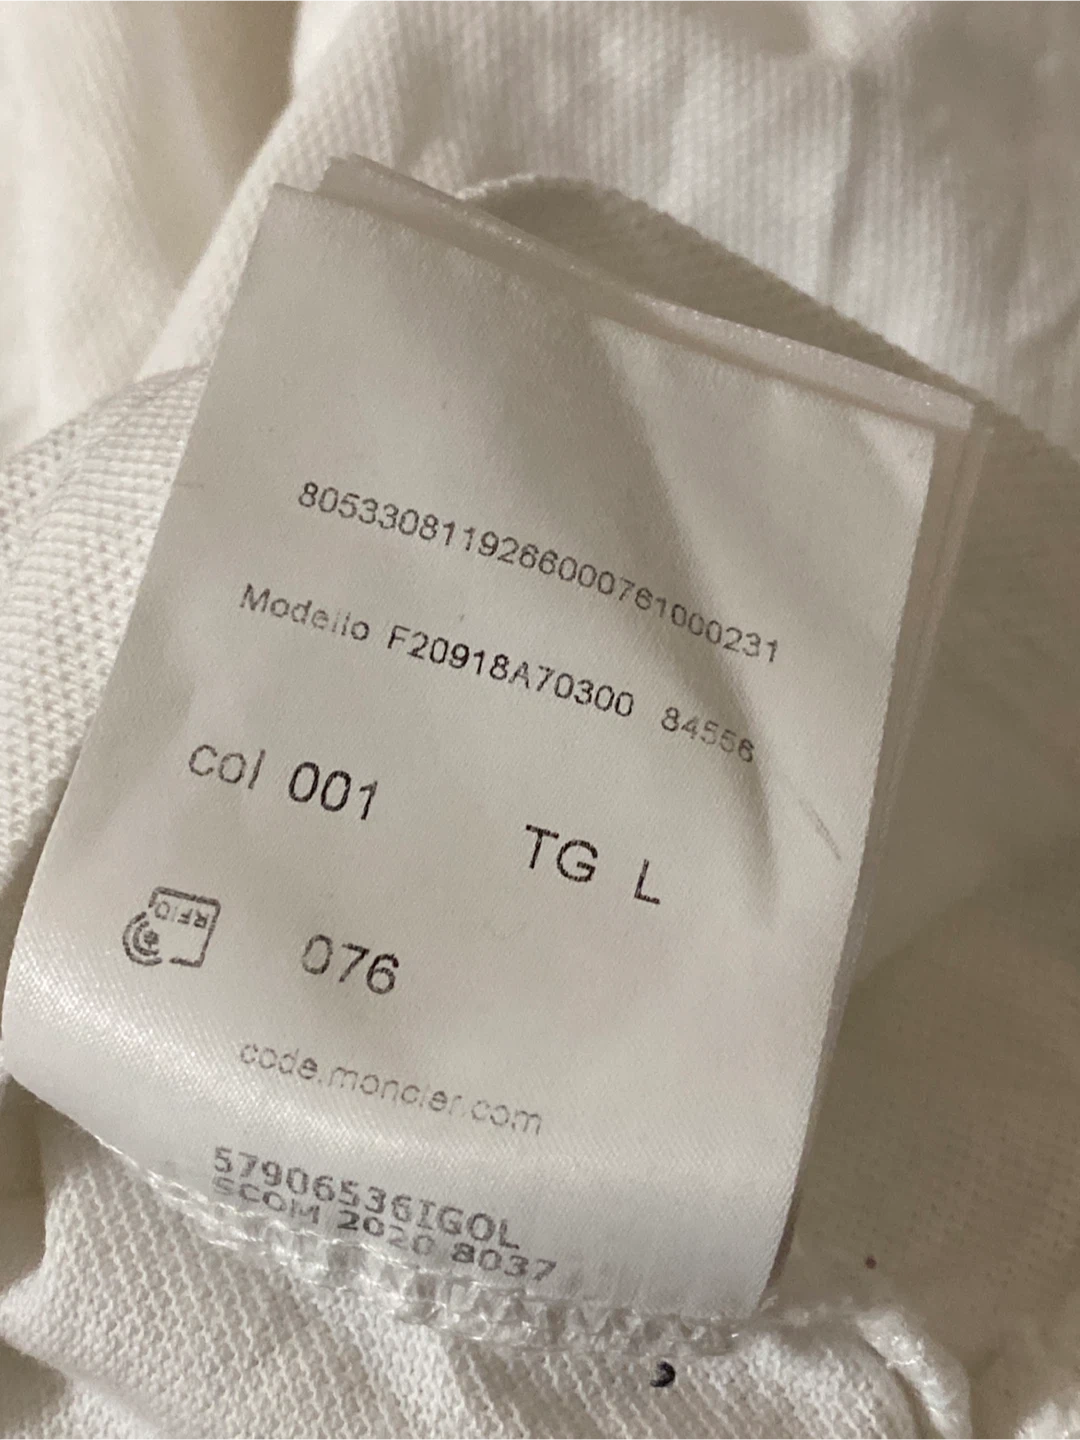 8053308119266000761000231
Modello F20918A70300 84556
col 001 TG L
RFID 076
code.moncler.com
57906536IGOL
SCOM 2020 8037